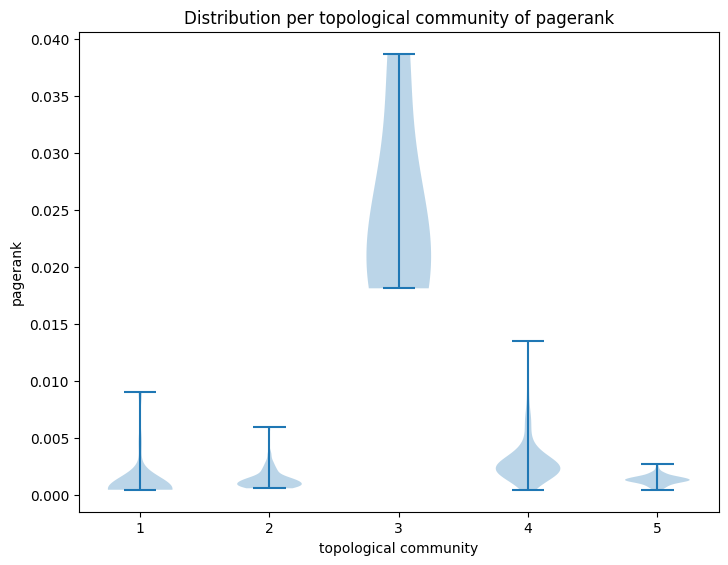 Distribution per topological community of pagerank
0.040
0.035
0.030
0.025
0.020
0.015
0.010
0.005
0.000
pagerank
1 2 3 4 5
topological community